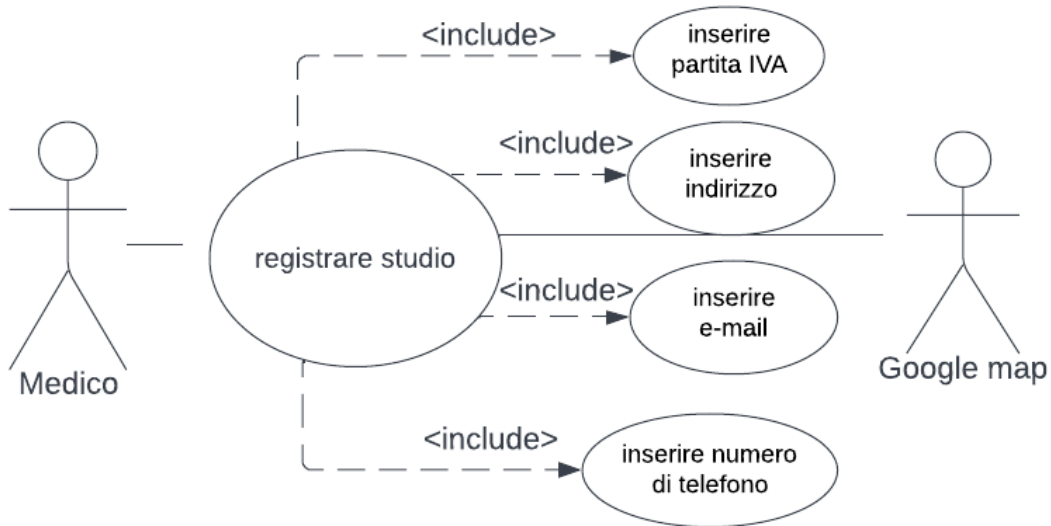 <include>
inserire
partita IVA
<include>
inserire
indirizzo
registrare studio
<include>
inserire
e-mail
Medico
Google map
<include>
inserire numero
di telefono